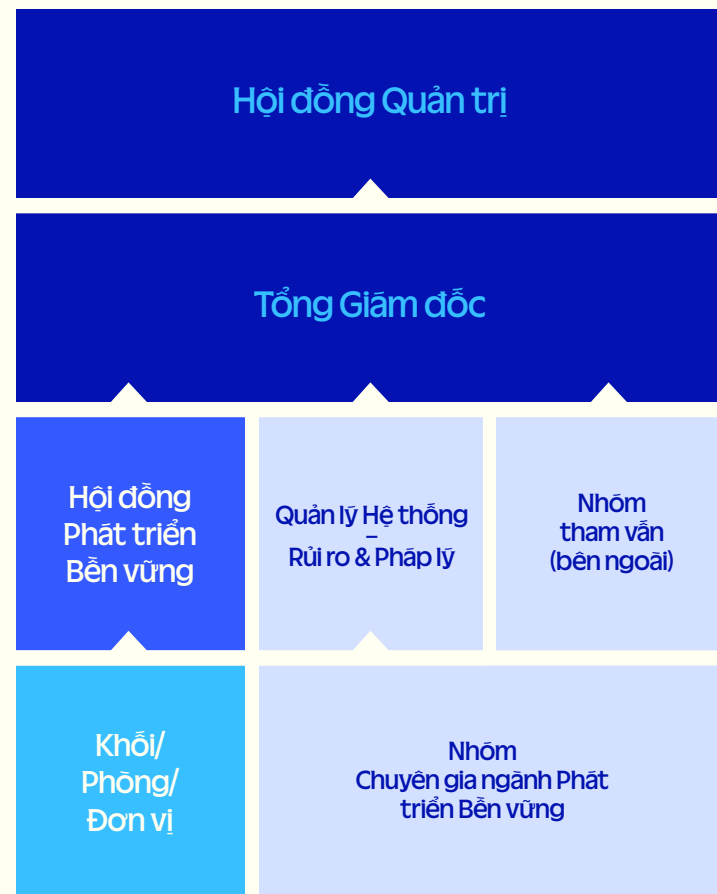 Hội đồng Quản trị
Tổng Giám đốc
Hội đồng
Phát triển
Bền vững
Quản lý Hệ thống
–
Rủi ro & Pháp lý
Nhóm
tham vấn
(bên ngoài)
Khối/
Phòng/
Đơn vị
Nhóm
Chuyên gia ngành Phát
triển Bền vững